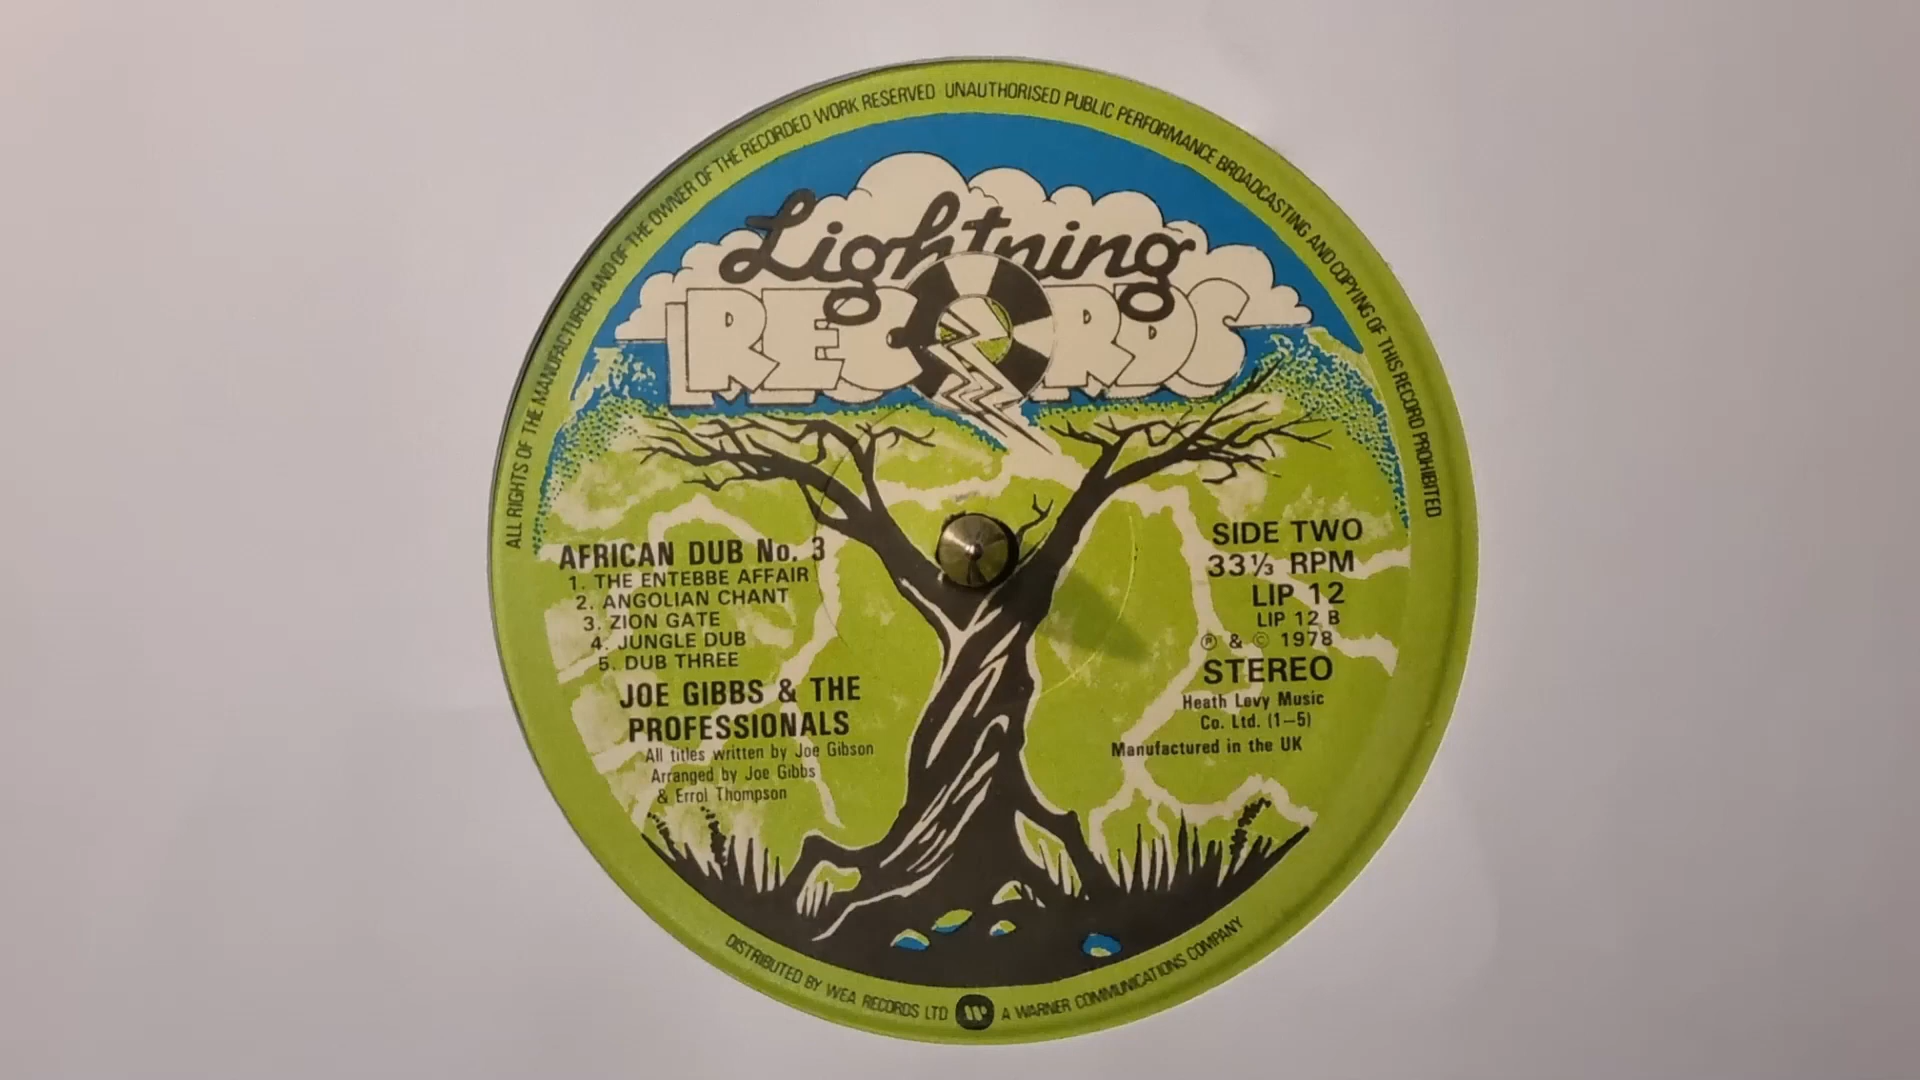 ALL RIGHTS OF THE MANUFACTURER AND OF THE OWNER OF THE RECORDED WORK RESERVED UNAUTHORISED PUBLIC PERFORMANCE BROADCASTING AND COPYING OF THIS RECORD PROHIBITED
Lightning
RECORDS
AFRICAN DUB No. 3
1. THE ENTEBBE AFFAIR
2. ANGOLIAN CHANT
3. ZION GATE
4. JUNGLE DUB
5. DUB THREE
JOE GIBBS & THE
PROFESSIONALS
All titles written by Joe Gibson
Arranged by Joe Gibbs
& Errol Thompson
SIDE TWO
33⅓ RPM
LIP 12
LIP 12 B
℗ & © 1978
STEREO
Heath Levy Music
Co. Ltd. (1–5)
Manufactured in the UK
DISTRIBUTED BY WEA RECORDS LTD W A WARNER COMMUNICATIONS COMPANY